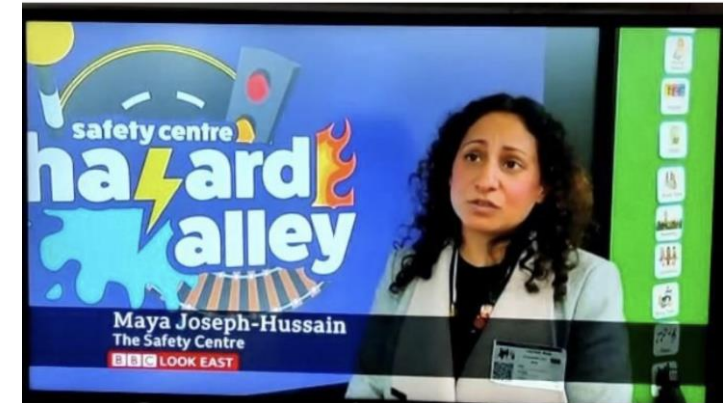 safety centre
hazard
alley
Maya Joseph-Hussain
The Safety Centre
BBC LOOK EAST